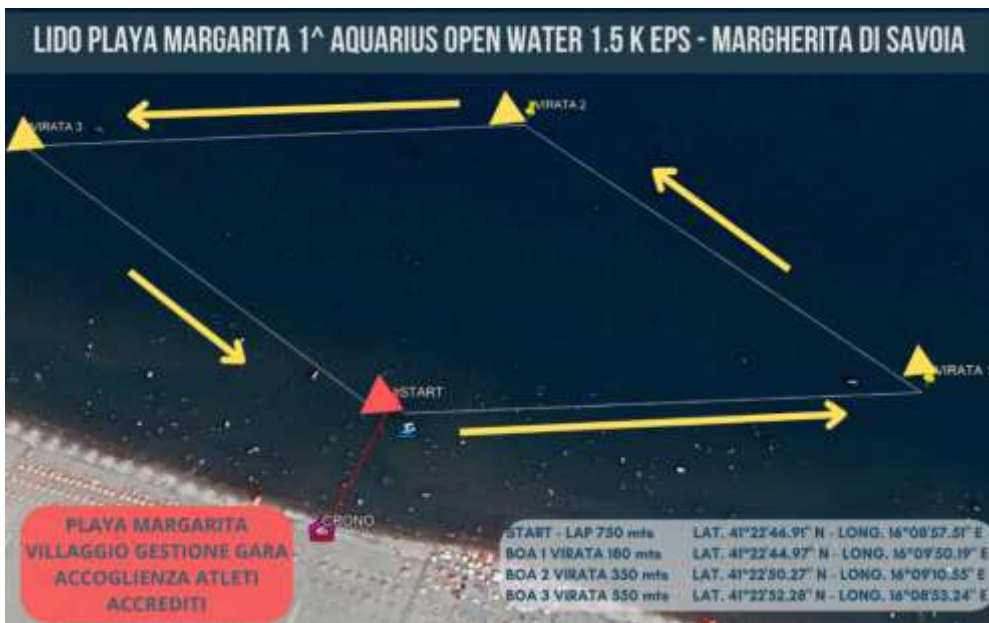 LIDO PLAYA MARGARITA 1^ AQUARIUS OPEN WATER 1.5 K EPS - MARGHERITA DI SAVOIA
VIRATA 2
VIRATA 3
VIRATA
START
CRONO
PLAYA MARGARITA
VILLAGGIO GESTIONE GARA
ACCOGLIENZA ATLETI
ACCREDITI
START - LAP 750 mts LAT. 41°22'46.91" N - LONG. 16°08'57.51" E
BOA 1 VIRATA 180 mts LAT. 41°22'44.97" N - LONG. 16°09'50.19" E
BOA 2 VIRATA 350 mts LAT. 41°22'50.27" N - LONG. 16°09'10.55" E
BOA 3 VIRATA 550 mts LAT. 41°22'52.28" N - LONG. 16°08'53.24" E